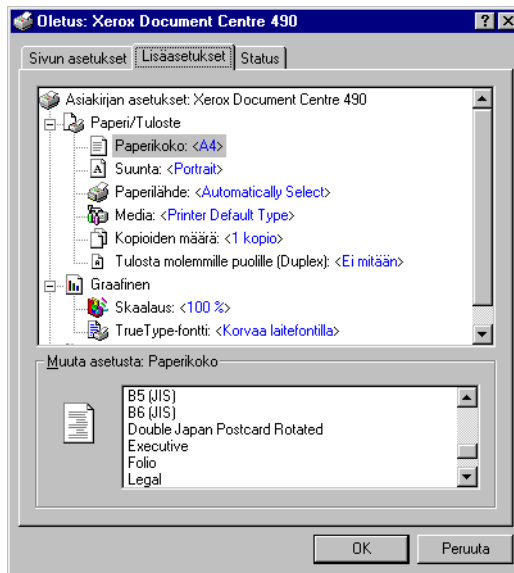 Oletus: Xerox Document Centre 490
Sivun asetukset Lisäasetukset Status
Asiakirjan asetukset: Xerox Document Centre 490
Paperi/Tuloste
Paperikoko: <A4>
Suunta: <Portrait>
Paperilähde: <Automatically Select>
Media: <Printer Default Type>
Kopioiden määrä: <1 kopio>
Tulosta molemmille puolille (Duplex): <Ei mitään>
Graafinen
Skaalaus: <100 %>
TrueType-fontti: <Korvaa laitefontilla>
Muuta asetusta: Paperikoko
B5 (JIS)
B6 (JIS)
Double Japan Postcard Rotated
Executive
Folio
Legal
OK Peruuta